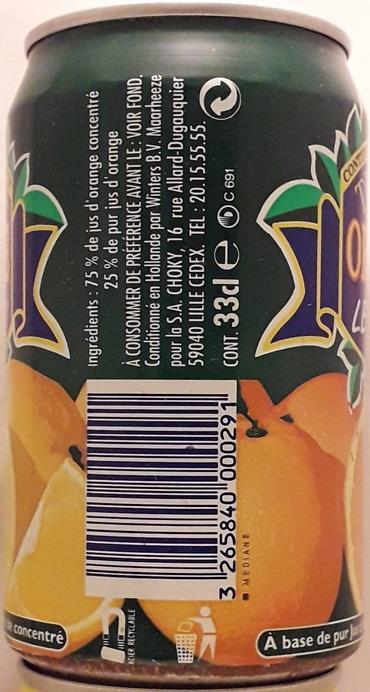 Ingrédients : 75 % de jus d'orange concentré
25 % de pur jus d'orange
À CONSOMMER DE PRÉFÉRENCE AVANT LE : VOIR FOND.
Conditionné en Hollande par Winters B.V. Maarheeze
pour la S.A. CHOKY, 16 rue Allard-Dugauquier
59040 LILLE CEDEX. TEL : 20.15.55.55.
CONT. 33cl e C 691
3 265840 000291
MEDIANE
ACIER RECYCLABLE
concentré
À base de pur jus